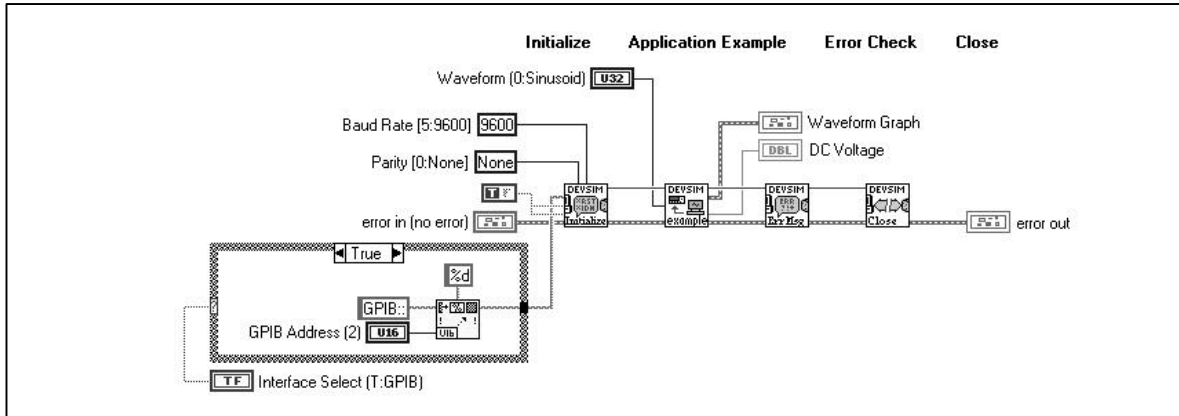 Initialize Application Example Error Check Close
Waveform (0:Sinusoid) U32
Baud Rate [5:9600] 9600
Waveform Graph
DBL DC Voltage
Parity [0:None] None
T F
DEVSIM DEVSIM DEVSIM DEVSIM
Initialize example Err Msg Close
error in (no error)
error out
True
%d
GPIB::
GPIB Address (2) U16
TF Interface Select (T:GPIB)